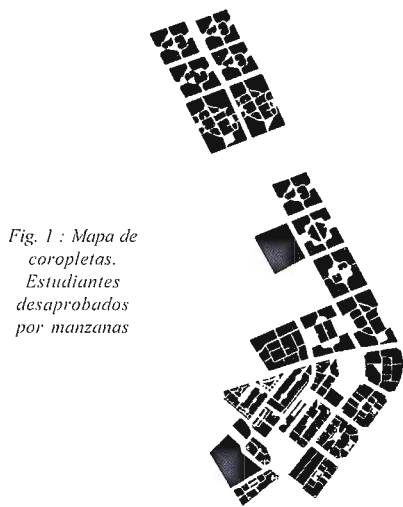 Fig. 1 : Mapa de
coropletas.
Estudiantes
desaprobados
por manzanas